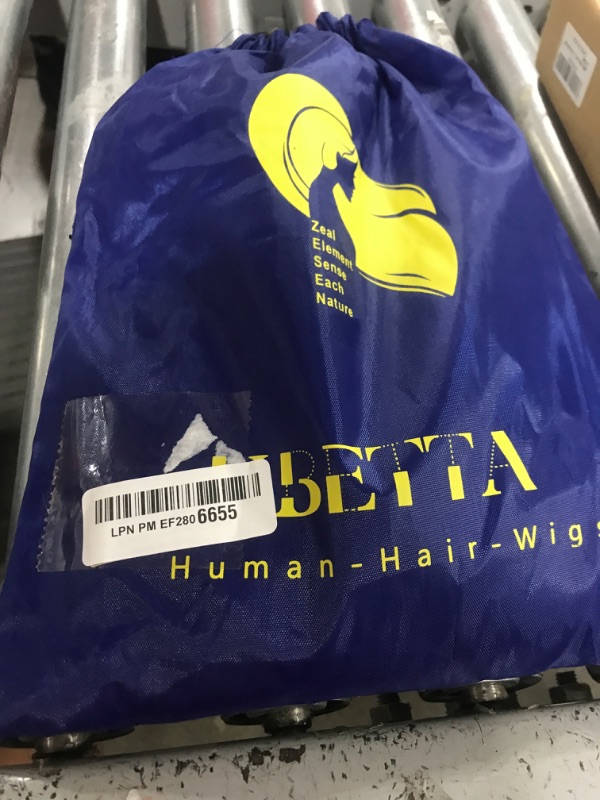 Zeal
Element
Sense
Each
Nature
LPN PM EF2806655
Human-Hair-Wigs